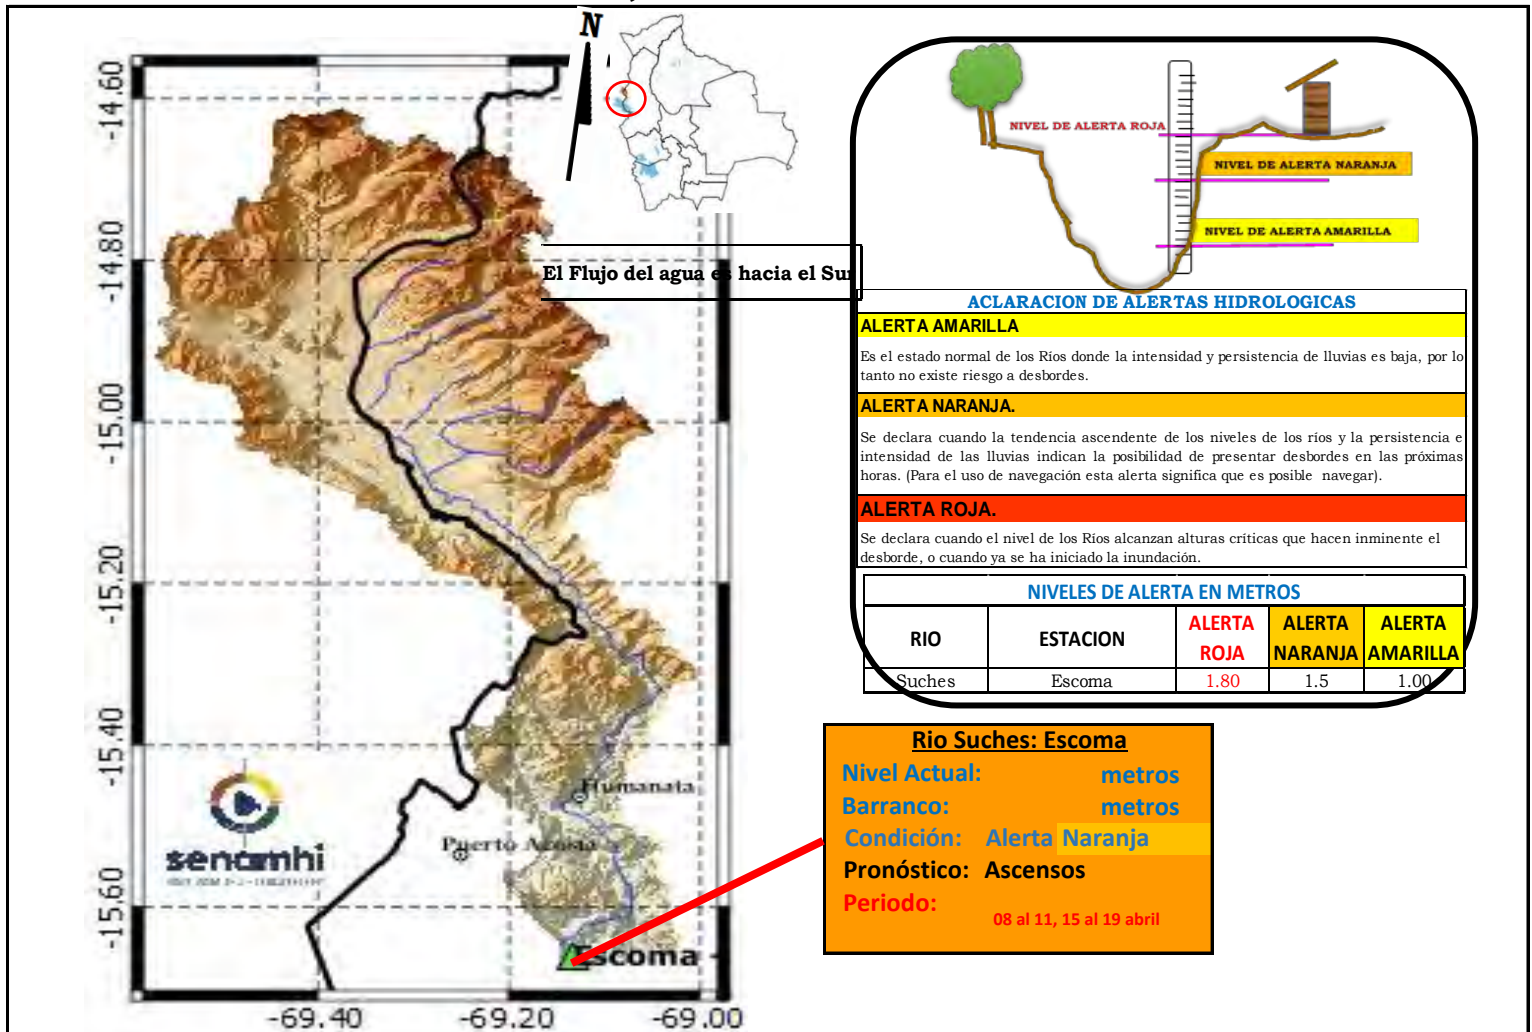 N
-14.60
-14.80
-15.00
-15.20
-15.40
-15.60
-69.40
-69.20
-69.00
El Flujo del agua es hacia el Sur
Humanata
Puerto Acosta
Escoma
senamhi
NIVEL DE ALERTA ROJA
NIVEL DE ALERTA NARANJA
NIVEL DE ALERTA AMARILLA
ACLARACION DE ALERTAS HIDROLOGICAS
ALERTA AMARILLA
Es el estado normal de los Ríos donde la intensidad y persistencia de lluvias es baja, por lo
tanto no existe riesgo a desbordes.
ALERTA NARANJA.
Se declara cuando la tendencia ascendente de los niveles de los ríos y la persistencia e
intensidad de las lluvias indican la posibilidad de presentar desbordes en las próximas
horas. (Para el uso de navegación esta alerta significa que es posible navegar).
ALERTA ROJA.
Se declara cuando el nivel de los Ríos alcanzan alturas críticas que hacen inminente el
desborde, o cuando ya se ha iniciado la inundación.
NIVELES DE ALERTA EN METROS
RIO ESTACION ALERTA ROJA ALERTA NARANJA ALERTA AMARILLA
Suches Escoma 1.80 1.5 1.00
Rio Suches: Escoma
Nivel Actual: metros
Barranco: metros
Condición: Alerta Naranja
Pronóstico: Ascensos
Periodo:
08 al 11, 15 al 19 abril